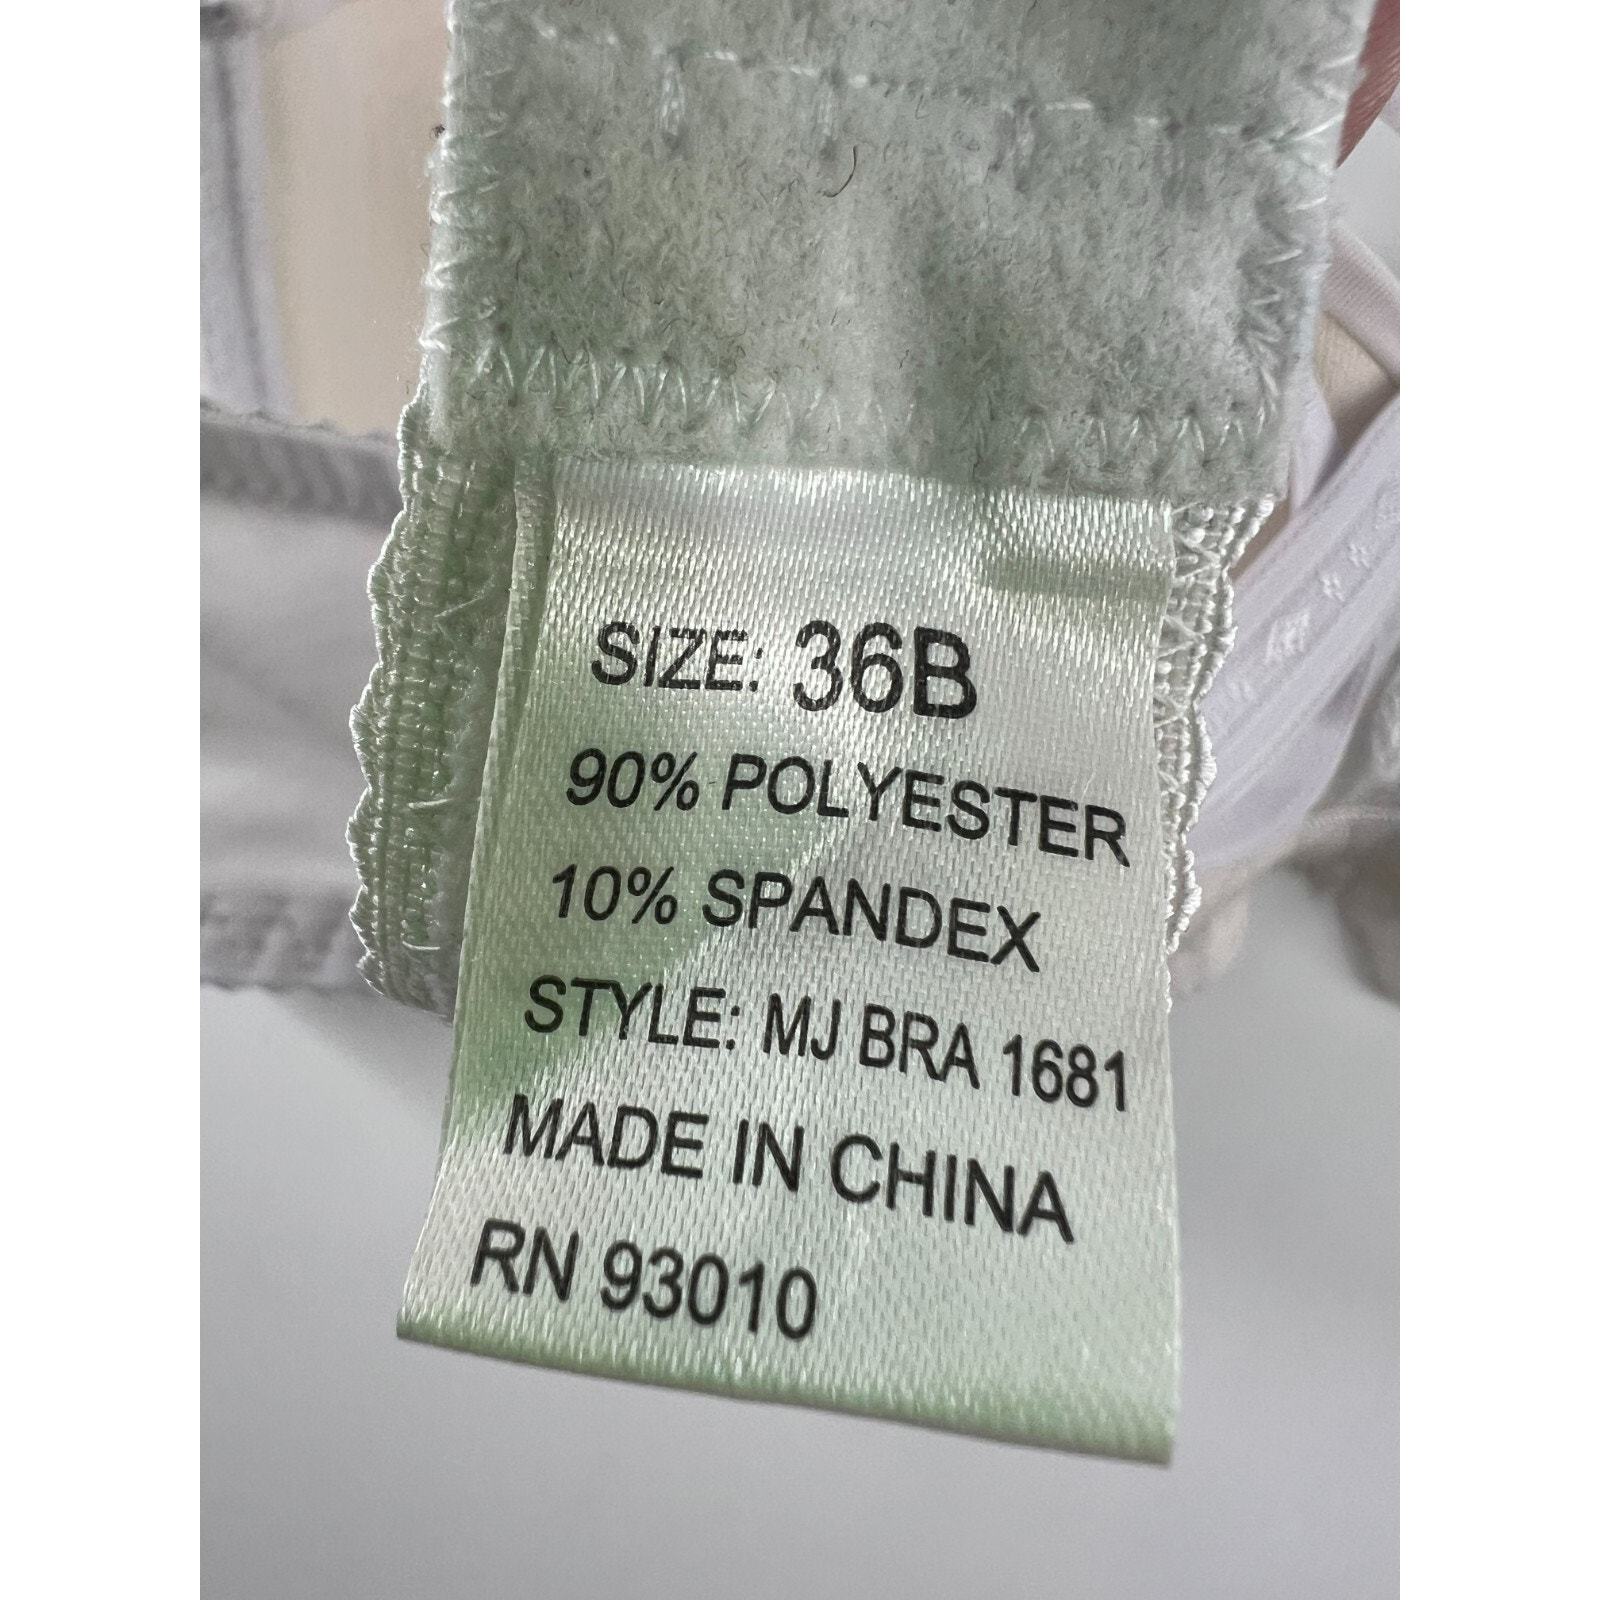 SIZE: 36B
90% POLYESTER
10% SPANDEX
STYLE: MJ BRA 1681
MADE IN CHINA
RN 93010